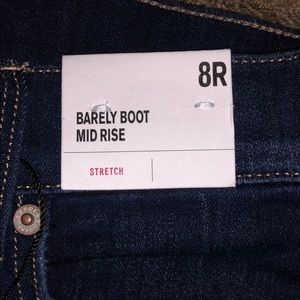 8R
BARELY BOOT
MID RISE
STRETCH